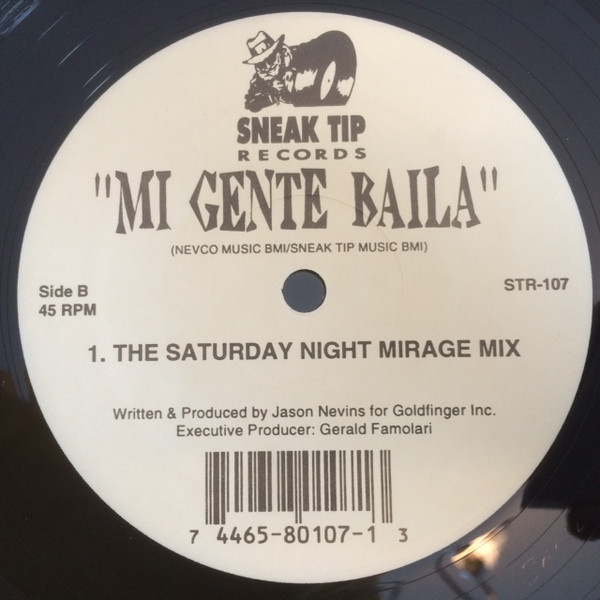 SNEAK TIP
RECORDS
"MI GENTE BAILA"
(NEVCO MUSIC BMI/SNEAK TIP MUSIC BMI)
Side B
45 RPM
STR-107
1. THE SATURDAY NIGHT MIRAGE MIX
Written & Produced by Jason Nevins for Goldfinger Inc.
Executive Producer: Gerald Famolari
7 4465-80107-1 3